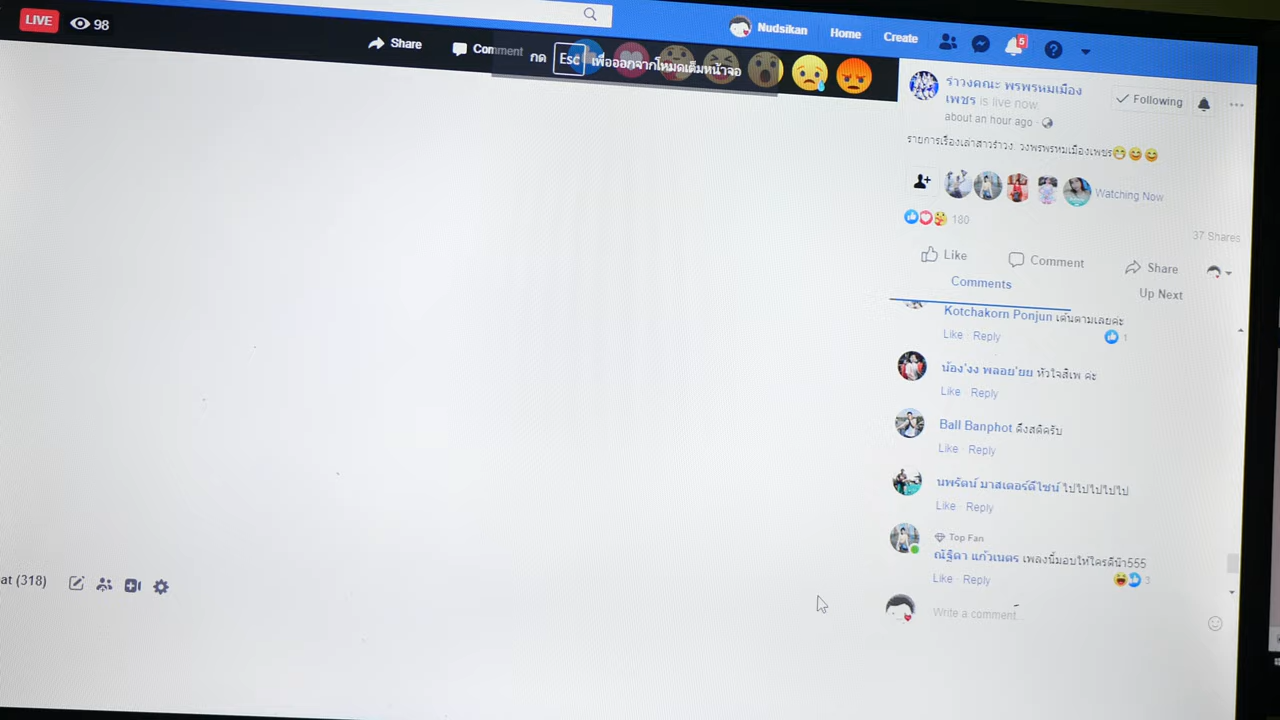 LIVE 98
Nudsikan Home Create 5
Share Comment กด Esc เพื่อออกจากโหมดเต็มหน้าจอ
รำวงคณะ พรพรหมเมือง
เพชร is live now.
Following
about an hour ago
รายการเรื่องเล่าสาวรำวง วงพรพรหมเมืองเพชร
Watching Now
180
37 Shares
Like Comment Share
Comments Up Next
Kotchakorn Ponjun เต้นตามเลยค่ะ
Like · Reply 1
น้อง'งง พลอย'ยย หัวใจสิเพ ค่ะ
Like · Reply
Ball Banphot ดึงสติครับ
Like · Reply
นพรัตน์ มาสเตอร์ดีไซน์ ไปไปไปไปไป
Like · Reply
Top Fan
ณัฐิดา แก้วเนตร เพลงนี้มอบให้ใครดีน้า555
Like · Reply 3
at (318)
Write a comment...